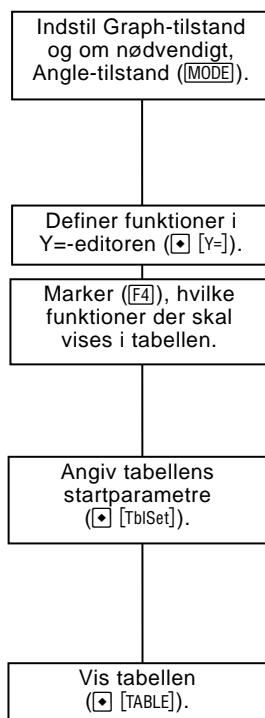 Indstil Graph-tilstand
og om nødvendigt,
Angle-tilstand (MODE).
Definer funktioner i
Y=-editoren (◆ [Y=]).
Marker (F4), hvilke
funktioner der skal
vises i tabellen.
Angiv tabellens
startparametre
(◆ [TblSet]).
Vis tabellen
(◆ [TABLE]).